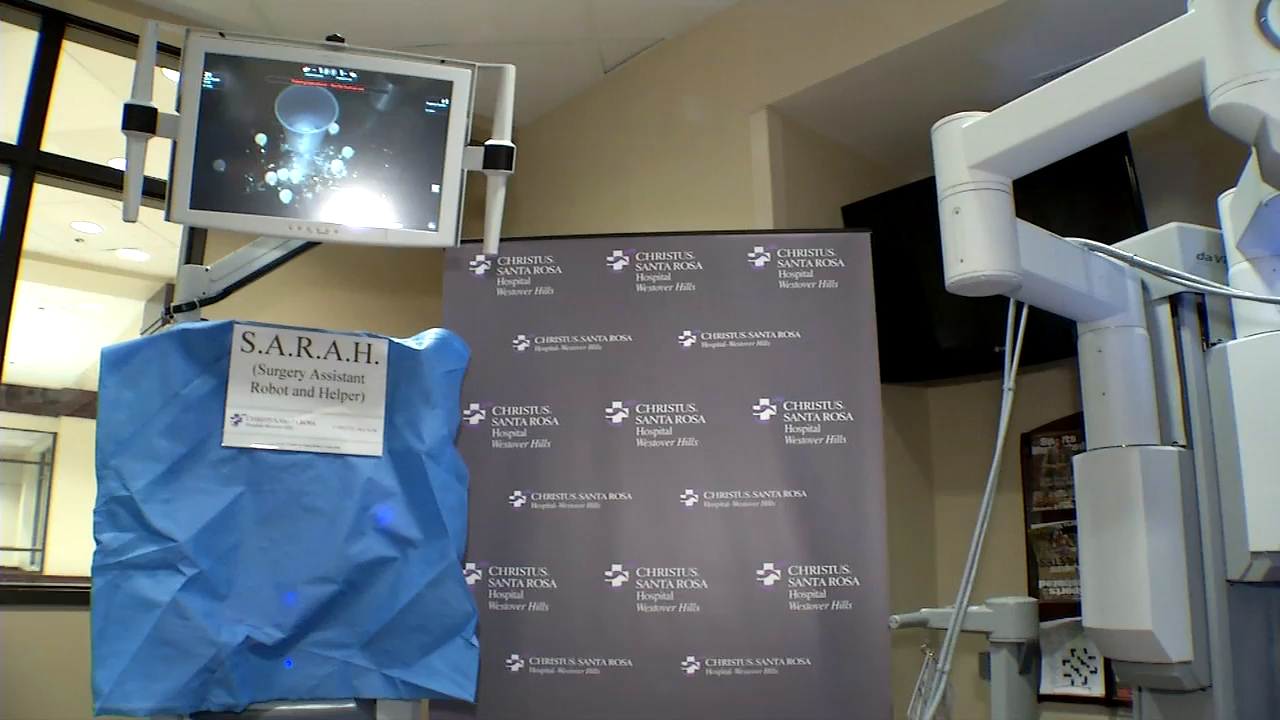 S.A.R.A.H.
(Surgery Assistant
Robot and Helper)
CHRISTUS.
SANTA ROSA
Hospital
Westover Hills
CHRISTUS.
SANTA ROSA
Hospital
Westover Hills
CHRISTUS.
SANTA ROSA
Hospital
Westover Hills
CHRISTUS. SANTA ROSA
Hospital-Westover Hills
CHRISTUS. SANTA ROSA
Hospital-Westover Hills
CHRISTUS.
SANTA ROSA
Hospital
Westover Hills
CHRISTUS.
SANTA ROSA
Hospital
Westover Hills
CHRISTUS.
SANTA ROSA
Hospital
Westover Hills
CHRISTUS. SANTA ROSA
Hospital-Westover Hills
CHRISTUS. SANTA ROSA
Hospital-Westover Hills
CHRISTUS.
SANTA ROSA
Hospital
Westover Hills
CHRISTUS.
SANTA ROSA
Hospital
Westover Hills
CHRISTUS.
SANTA ROSA
Hospital
Westover Hills
CHRISTUS. SANTA ROSA
Hospital-Westover Hills
CHRISTUS. SANTA ROSA
Hospital-Westover Hills
da Vi
Sports